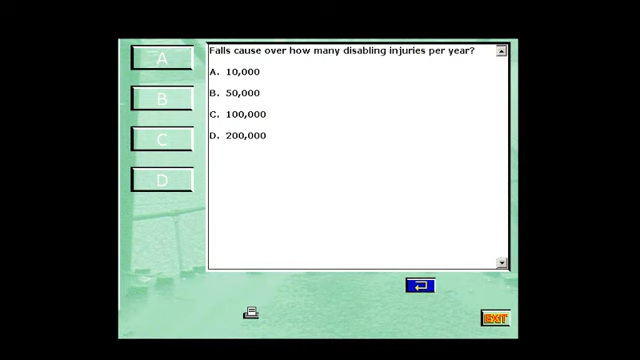 Falls cause over how many disabling injuries per year?
A
A. 10,000
B. 50,000
B
C. 100,000
C
D. 200,000
D
EXIT